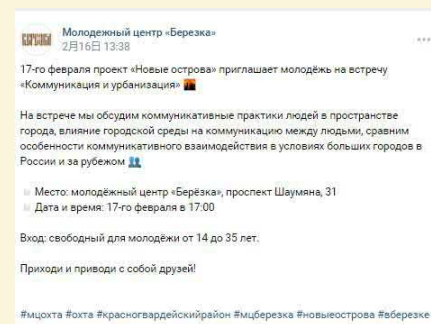 БЕРЕЗКА
Молодежный центр «Березка»
2月16日 13:38
17-го февраля проект «Новые острова» приглашает молодёжь на встречу
«Коммуникация и урбанизация»
На встрече мы обсудим коммуникативные практики людей в пространстве
города, влияние городской среды на коммуникацию между людьми, сравним
особенности коммуникативного взаимодействия в условиях больших городов в
России и за рубежом
Место: молодёжный центр «Берёзка», проспект Шаумяна, 31
Дата и время: 17-го февраля в 17:00
Вход: свободный для молодёжи от 14 до 35 лет.
Приходи и приводи с собой друзей!
#мцохта #охта #красногвардейскийрайон #мцберезка #новыеострова #вберезке